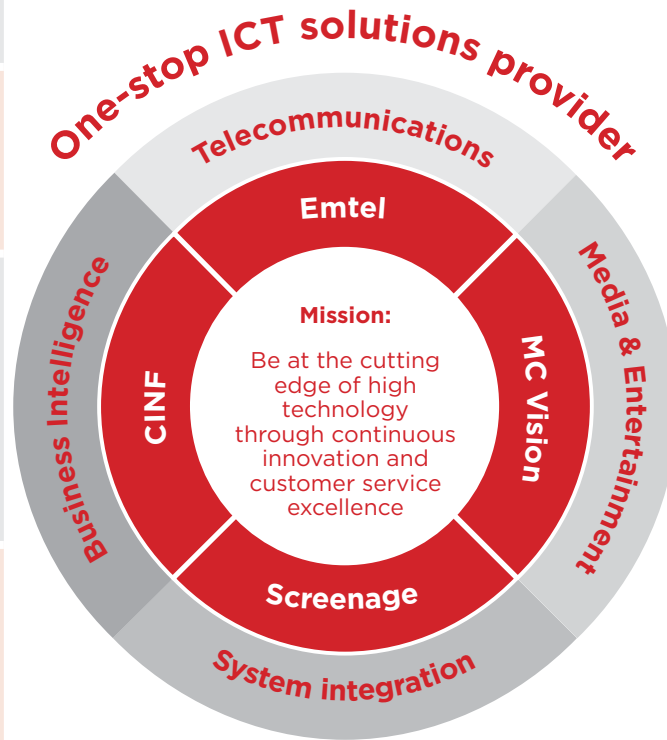 One-stop ICT solutions provider
Telecommunications
Emtel
Media & Entertainment
MC Vision
Business Intelligence
CINF
Mission:
Be at the cutting
edge of high
technology
through continuous
innovation and
customer service
excellence
Screenage
System integration